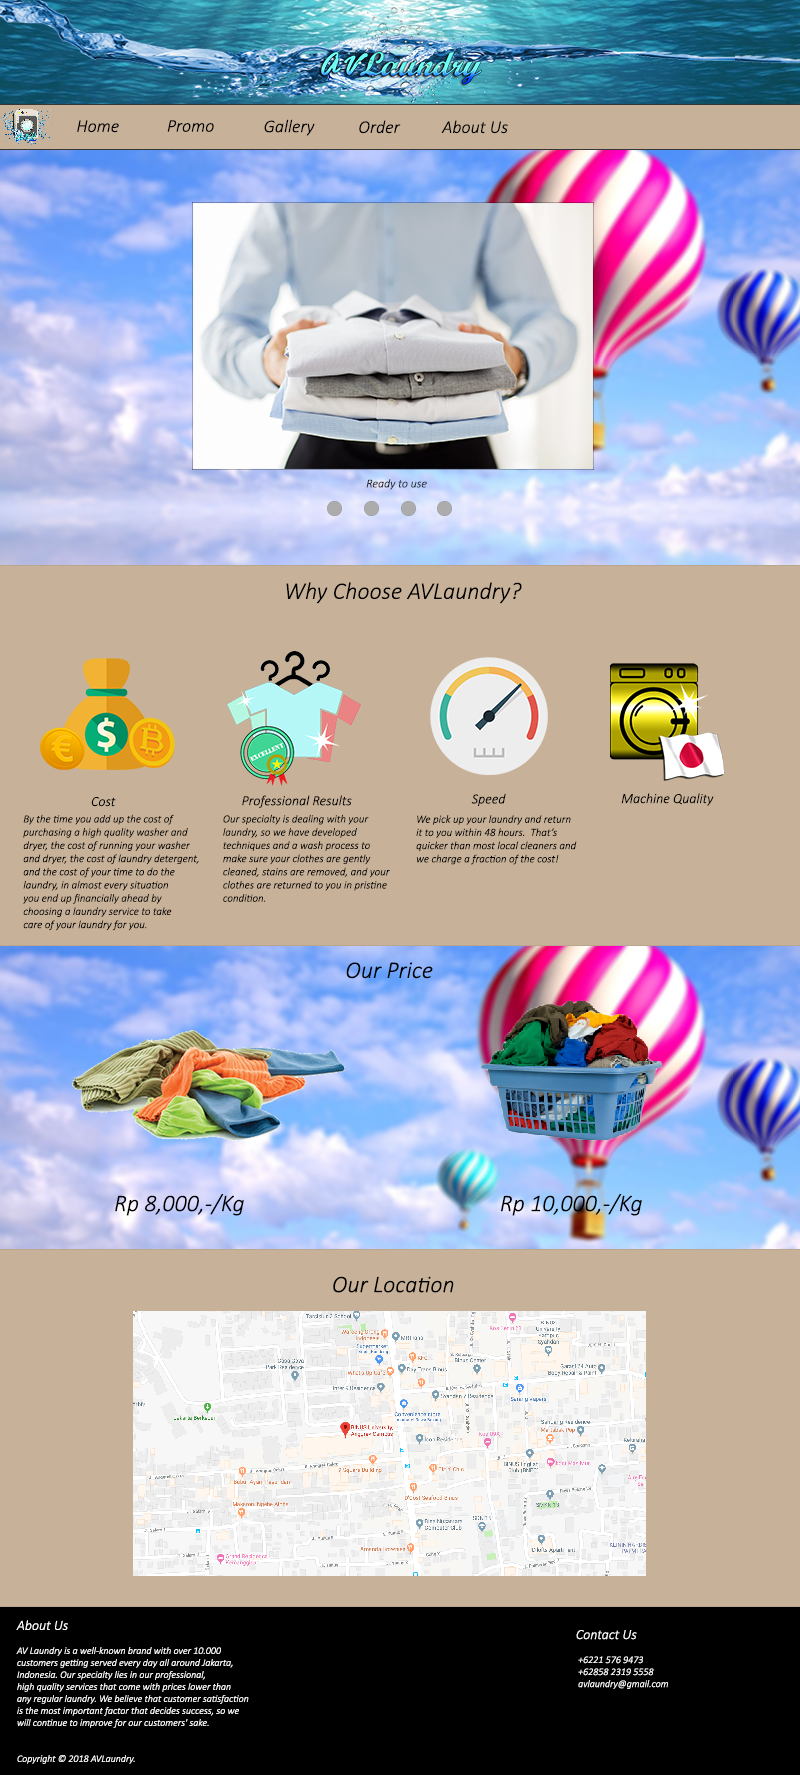 AVLaundry
Home Promo Gallery Order About Us
Ready to use
Why Choose AVLaundry?
EXCELLENT
Cost
By the time you add up the cost of
purchasing a high quality washer and
dryer, the cost of running your washer
and dryer, the cost of laundry detergent,
and the cost of your time to do the
laundry, in almost every situation
you end up financially ahead by
choosing a laundry service to take
care of your laundry for you.
Professional Results
Our specialty is dealing with your
laundry, so we have developed
techniques and a wash process to
make sure your clothes are gently
cleaned, stains are removed, and your
clothes are returned to you in pristine
condition.
Speed
We pick up your laundry and return
it to you within 48 hours. That's
quicker than most local cleaners and
we charge a fraction of the cost!
Machine Quality
Our Price
Rp 8,000,-/Kg
Rp 10,000,-/Kg
Our Location
BINUS University,
Anggrek Campus
Convenience store
D'Cost Seafood Binus
About Us
AV Laundry is a well-known brand with over 10.000
customers getting served every day all around Jakarta,
Indonesia. Our specialty lies in our professional,
high quality services that come with prices lower than
any regular laundry. We believe that customer satisfaction
is the most important factor that decides success, so we
will continue to improve for our customers' sake.
Copyright © 2018 AVLaundry.
Contact Us
+6221 576 9473
+62858 2319 5558
avlaundry@gmail.com